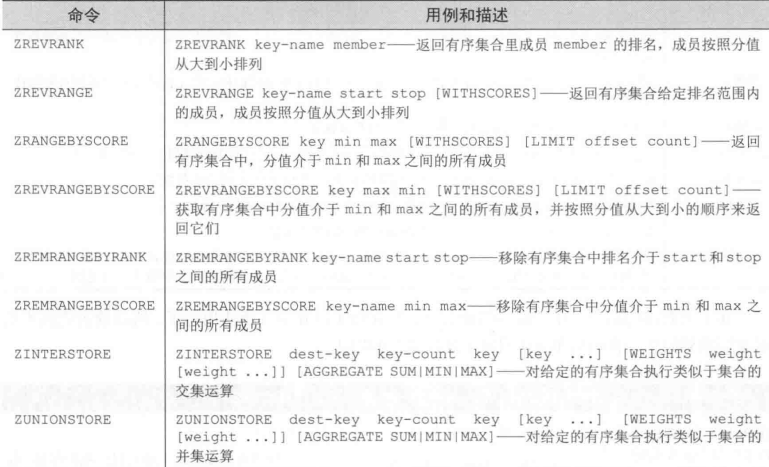 命令 用例和描述
ZREVRANK ZREVRANK key-name member——返回有序集合里成员 member 的排名，成员按照分值
从大到小排列
ZREVRANGE ZREVRANGE key-name start stop [WITHSCORES]——返回有序集合给定排名范围内
的成员，成员按照分值从大到小排列
ZRANGEBYSCORE ZRANGEBYSCORE key min max [WITHSCORES] [LIMIT offset count]——返回
有序集合中，分值介于 min 和 max 之间的所有成员
ZREVRANGEBYSCORE ZREVRANGEBYSCORE key max min [WITHSCORES] [LIMIT offset count]——
获取有序集合中分值介于 min 和 max 之间的所有成员，并按照分值从大到小的顺序来返
回它们
ZREMRANGEBYRANK ZREMRANGEBYRANK key-name start stop——移除有序集合中排名介于 start 和 stop
之间的所有成员
ZREMRANGEBYSCORE ZREMRANGEBYSCORE key-name min max——移除有序集合中分值介于 min 和 max 之
间的所有成员
ZINTERSTORE ZINTERSTORE dest-key key-count key [key ...] [WEIGHTS weight
[weight ...]] [AGGREGATE SUM|MIN|MAX]——对给定的有序集合执行类似于集合的
交集运算
ZUNIONSTORE ZUNIONSTORE dest-key key-count key [key ...] [WEIGHTS weight
[weight ...]] [AGGREGATE SUM|MIN|MAX]——对给定的有序集合执行类似于集合的
并集运算